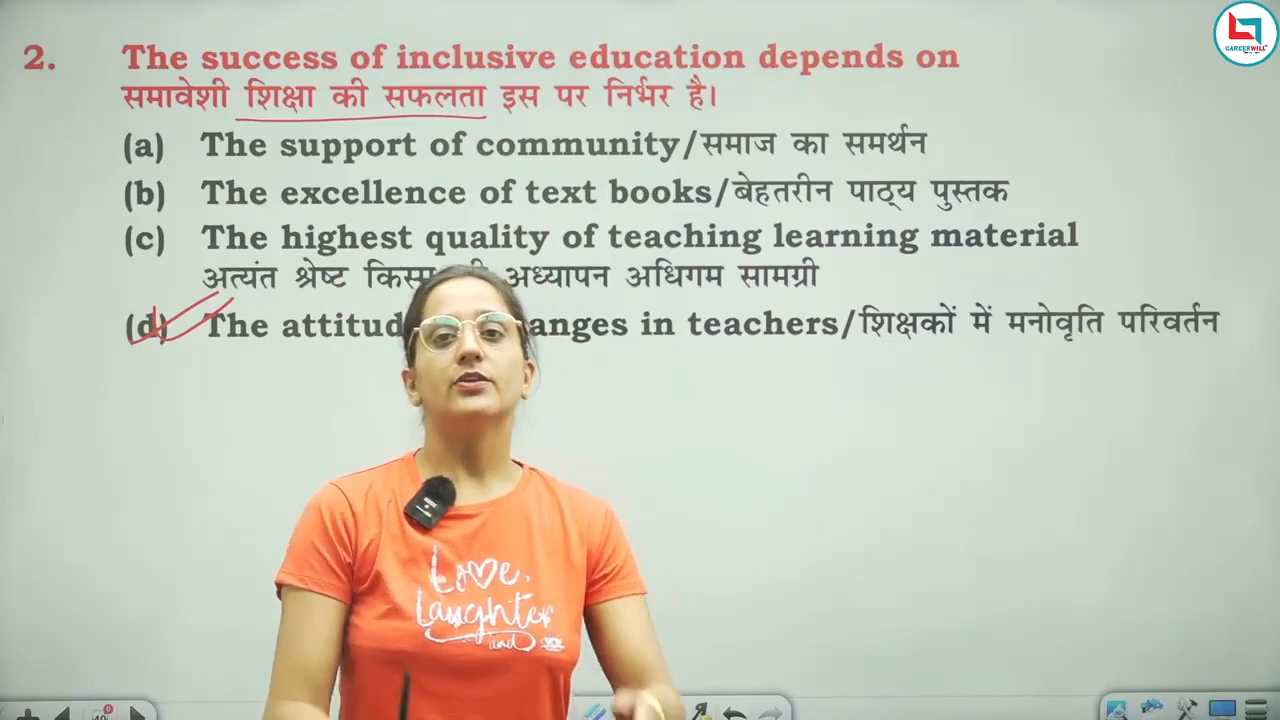 CAREERWILL
2. The success of inclusive education depends on
समावेशी शिक्षा की सफलता इस पर निर्भर है।
(a) The support of community/समाज का समर्थन
(b) The excellence of text books/बेहतरीन पाठ्य पुस्तक
(c) The highest quality of teaching learning material
अत्यंत श्रेष्ट अध्यापन अधिगम सामग्री
(d) The in teachers/शिक्षकों में मनोवृति परिवर्तन
Love,
Laughter
and